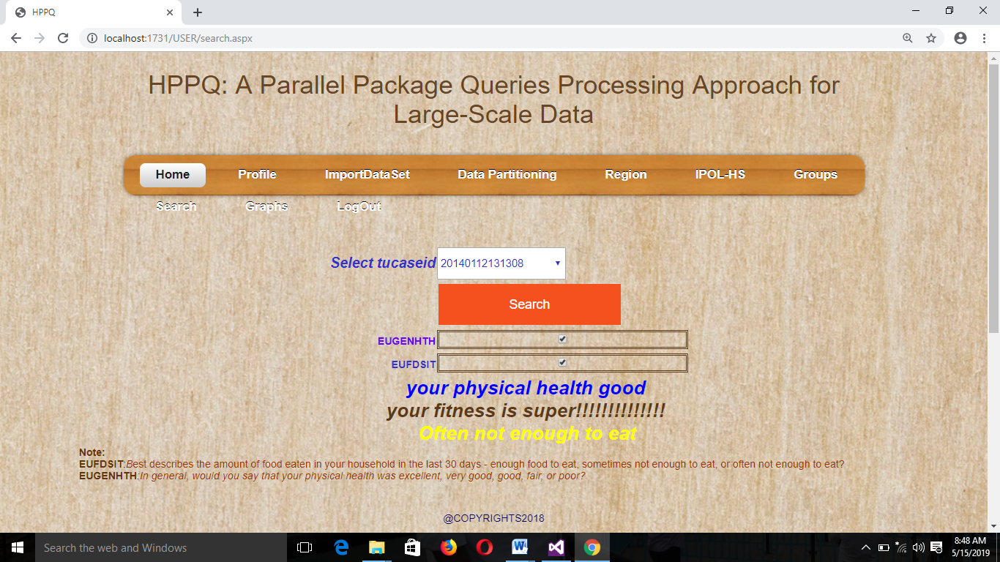 HPPQ
localhost:1731/USER/search.aspx
HPPQ: A Parallel Package Queries Processing Approach for
Large-Scale Data
Home Profile ImportDataSet Data Partitioning Region IPOL-HS Groups
Search Graphs LogOut
Select tucaseid 20140112131308
Search
EUGENHTH
EUFDSIT
your physical health good
your fitness is super!!!!!!!!!!!!!!
Often not enough to eat
Note:
EUFDSIT:Best describes the amount of food eaten in your household in the last 30 days - enough food to eat, sometimes not enough to eat, or often not enough to eat?
EUGENHTH:In general, would you say that your physical health was excellent, very good, good, fair, or poor?
@COPYRIGHTS2018
Search the web and Windows
8:48 AM
5/15/2019